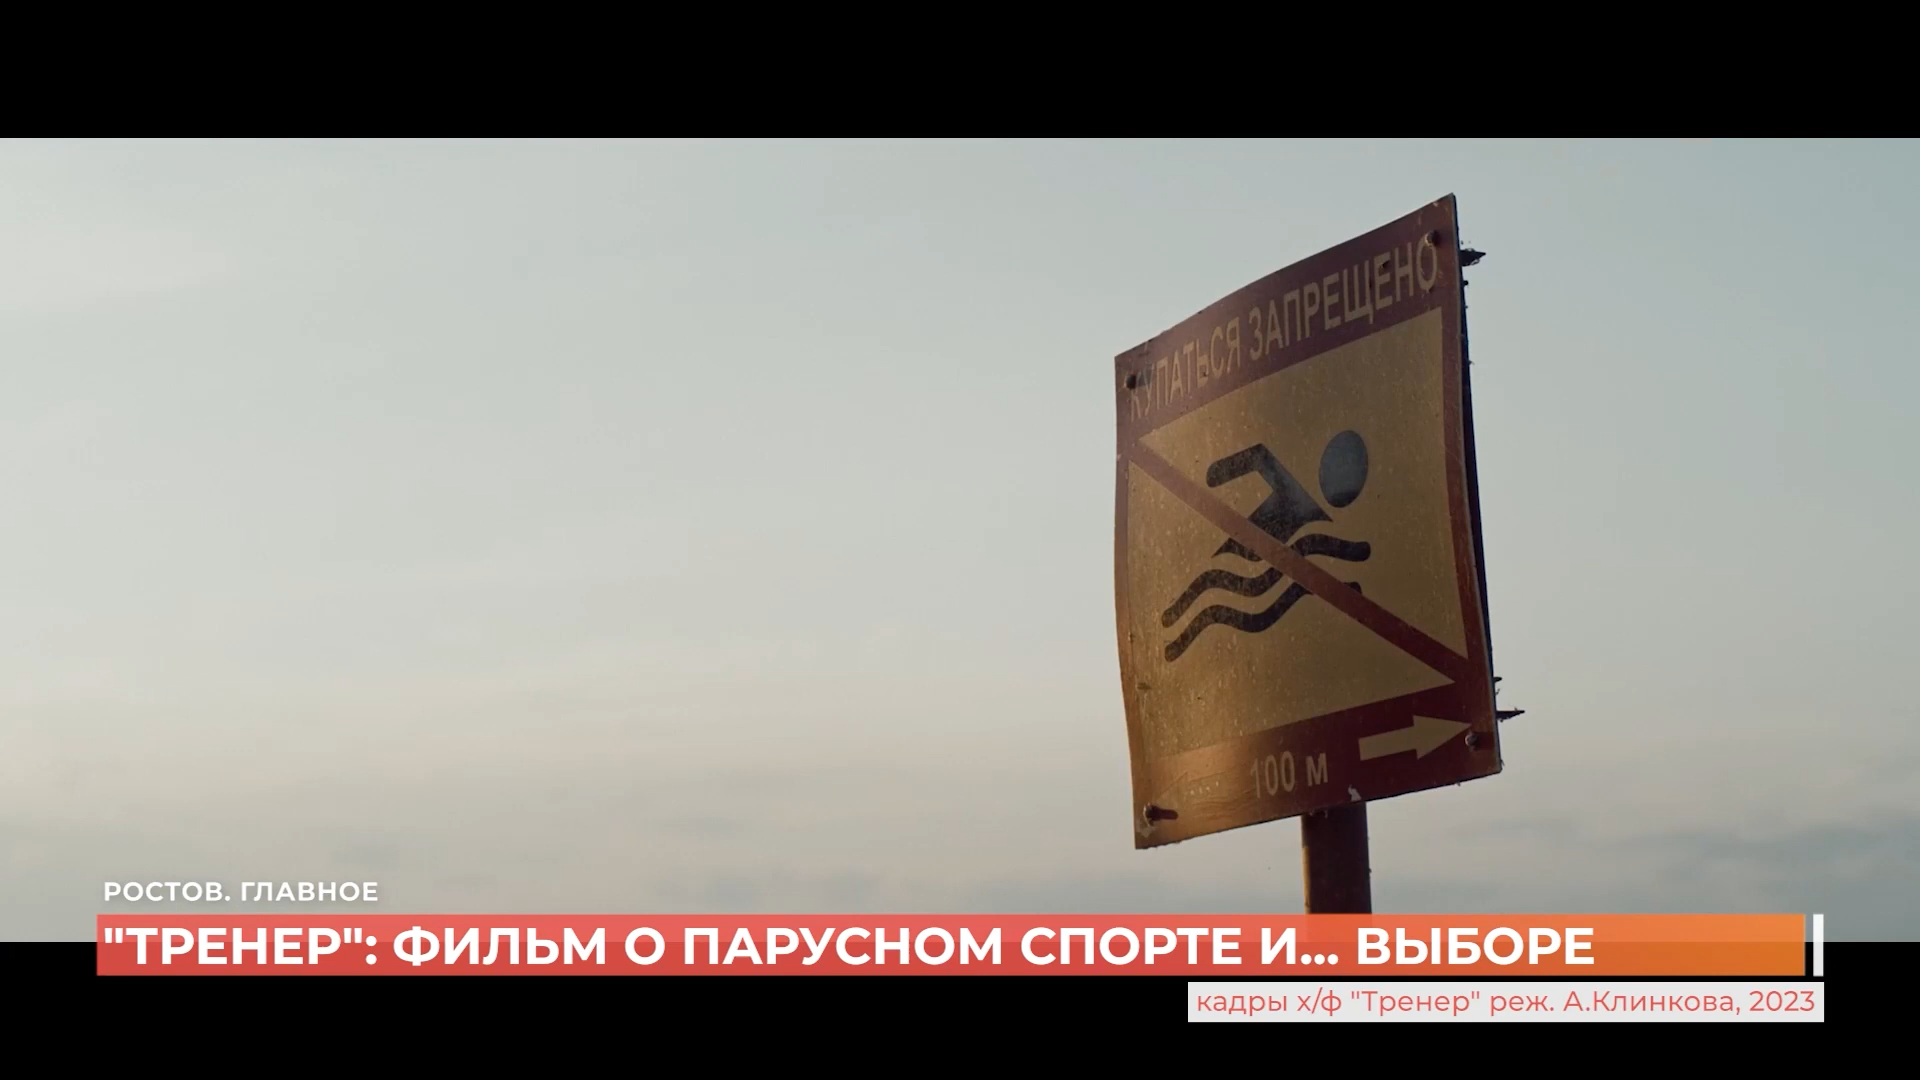 КУПАТЬСЯ ЗАПРЕЩЕНО
100 м
РОСТОВ. ГЛАВНОЕ
"ТРЕНЕР": ФИЛЬМ О ПАРУСНОМ СПОРТЕ И... ВЫБОРЕ
кадры х/ф "Тренер" реж. А.Клинкова, 2023